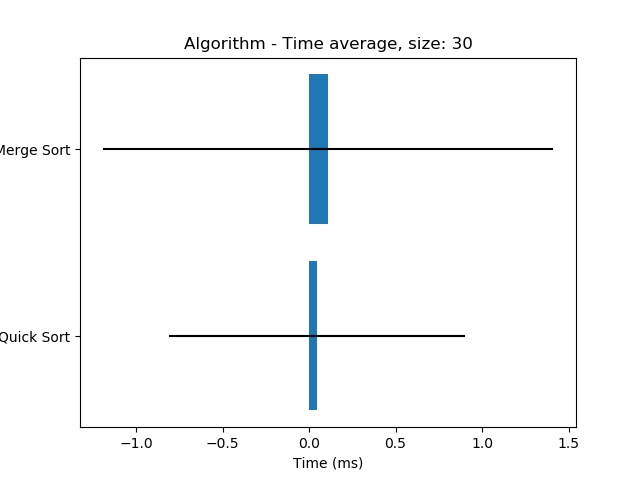 Algorithm - Time average, size: 30
Merge Sort
Quick Sort
−1.0 −0.5 0.0 0.5 1.0 1.5
Time (ms)